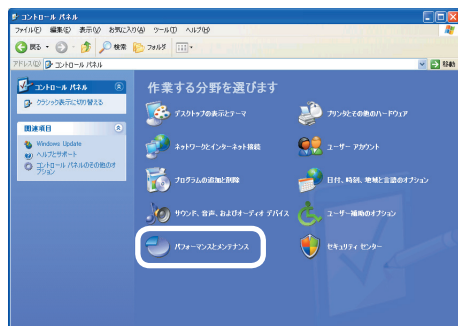 コントロール パネル
ファイル(F) 編集(E) 表示(V) お気に入り(A) ツール(T) ヘルプ(H)
戻る 検索 フォルダ
アドレス(D) コントロール パネル 移動
コントロール パネル
クラシック表示に切り替える
関連項目
Windows Update
ヘルプとサポート
コントロール パネルのその他のオプション
作業する分野を選びます
デスクトップの表示とテーマ
プリンタとその他のハードウェア
ネットワークとインターネット接続
ユーザー アカウント
プログラムの追加と削除
日付、時刻、地域と言語のオプション
サウンド、音声、およびオーディオ デバイス
ユーザー補助のオプション
パフォーマンスとメンテナンス
セキュリティ センター